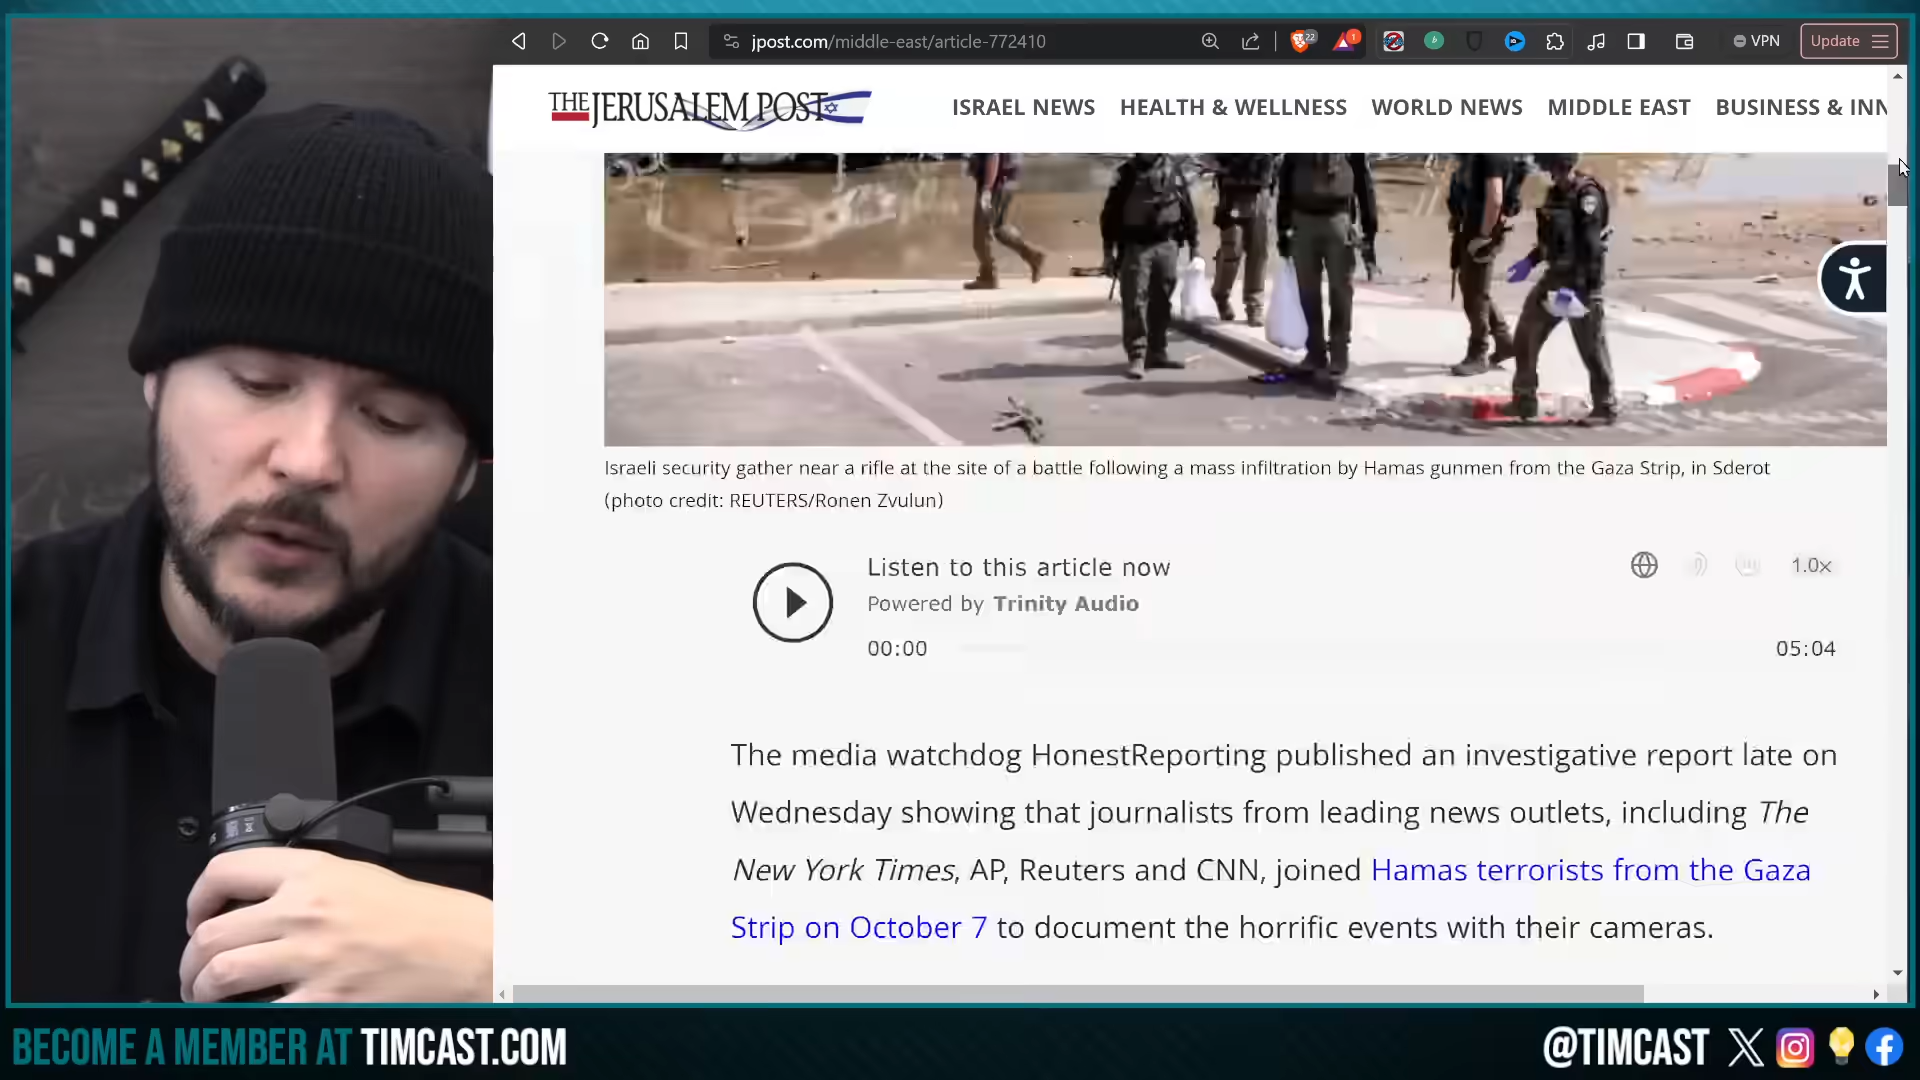 jpost.com/middle-east/article-772410
22
1
VPN
Update
THE JERUSALEM POST
ISRAEL NEWS
HEALTH & WELLNESS
WORLD NEWS
MIDDLE EAST
BUSINESS & INN
Israeli security gather near a rifle at the site of a battle following a mass infiltration by Hamas gunmen from the Gaza Strip, in Sderot
(photo credit: REUTERS/Ronen Zvulun)
Listen to this article now
1.0x
Powered by Trinity Audio
00:00
05:04
The media watchdog HonestReporting published an investigative report late on
Wednesday showing that journalists from leading news outlets, including The
New York Times, AP, Reuters and CNN, joined Hamas terrorists from the Gaza
Strip on October 7 to document the horrific events with their cameras.
BECOME A MEMBER AT TIMCAST.COM
@TIMCAST